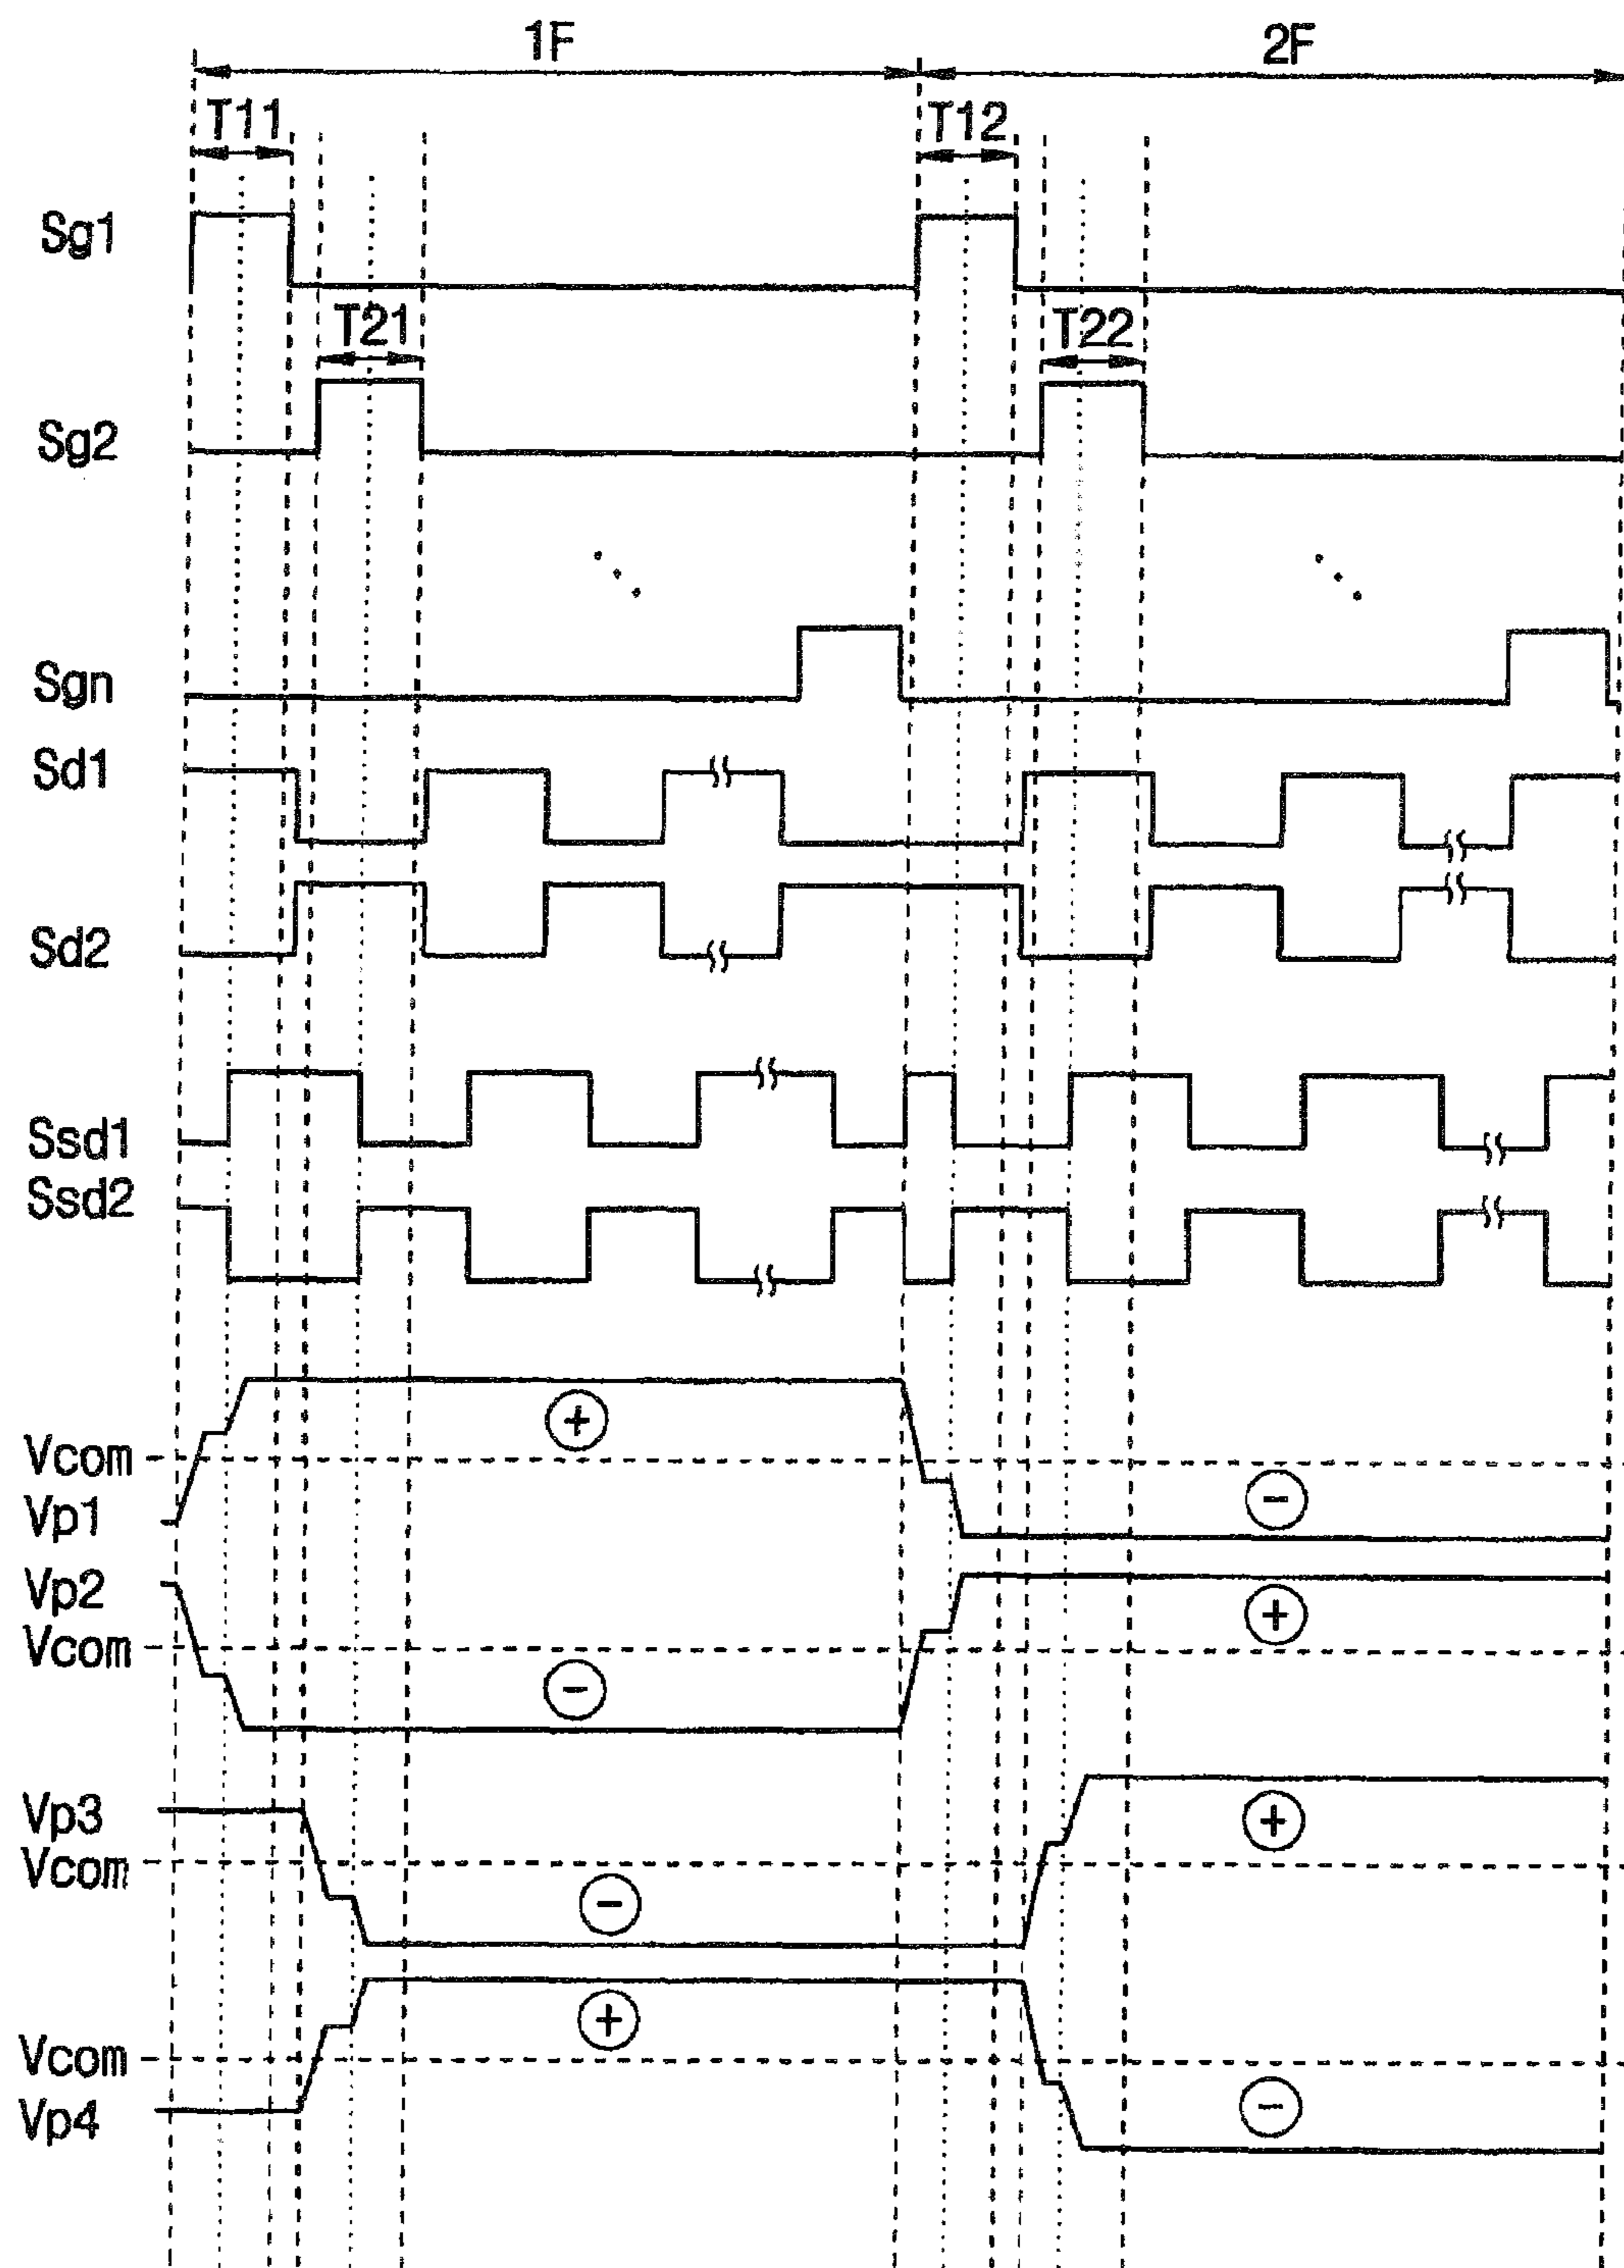 1F 2F
T11 T12
Sg1
T21 T22
Sg2
Sgn
Sd1
Sd2
Ssd1
Ssd2
+
Vcom
-
Vp1
Vp2
+
Vcom
-
Vp3
+
Vcom
-
+
Vcom
-
Vp4